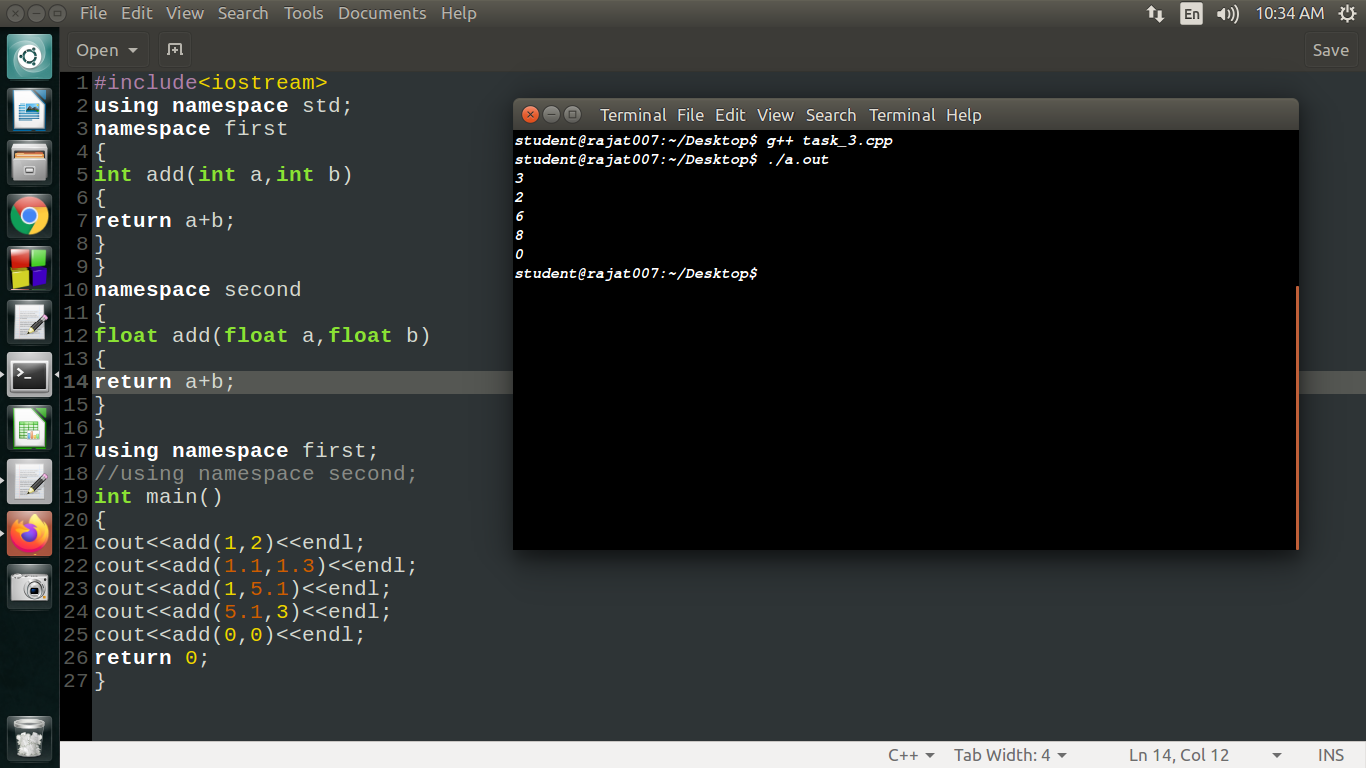 File Edit View Search Tools Documents Help
En 10:34 AM
Open Save
1 #include<iostream>
2 using namespace std;
3 namespace first
4 {
5 int add(int a,int b)
6 {
7 return a+b;
8 }
9 }
10 namespace second
11 {
12 float add(float a,float b)
13 {
14 return a+b;
15 }
16 }
17 using namespace first;
18 //using namespace second;
19 int main()
20 {
21 cout<<add(1,2)<<endl;
22 cout<<add(1.1,1.3)<<endl;
23 cout<<add(1,5.1)<<endl;
24 cout<<add(5.1,3)<<endl;
25 cout<<add(0,0)<<endl;
26 return 0;
27 }
Terminal File Edit View Search Terminal Help
student@rajat007:~/Desktop$ g++ task_3.cpp
student@rajat007:~/Desktop$ ./a.out
3
2
6
8
0
student@rajat007:~/Desktop$
C++ Tab Width: 4 Ln 14, Col 12 INS